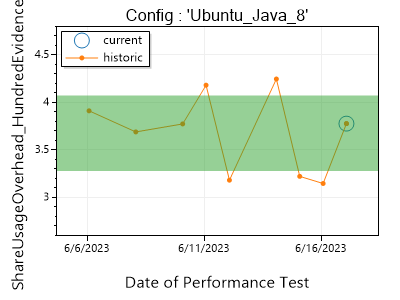 Config : 'Ubuntu_Java_8'
current
historic
ShareUsageOverhead_HundredEvidence
4.5
4
3.5
3
6/6/2023
6/11/2023
6/16/2023
Date of Performance Test